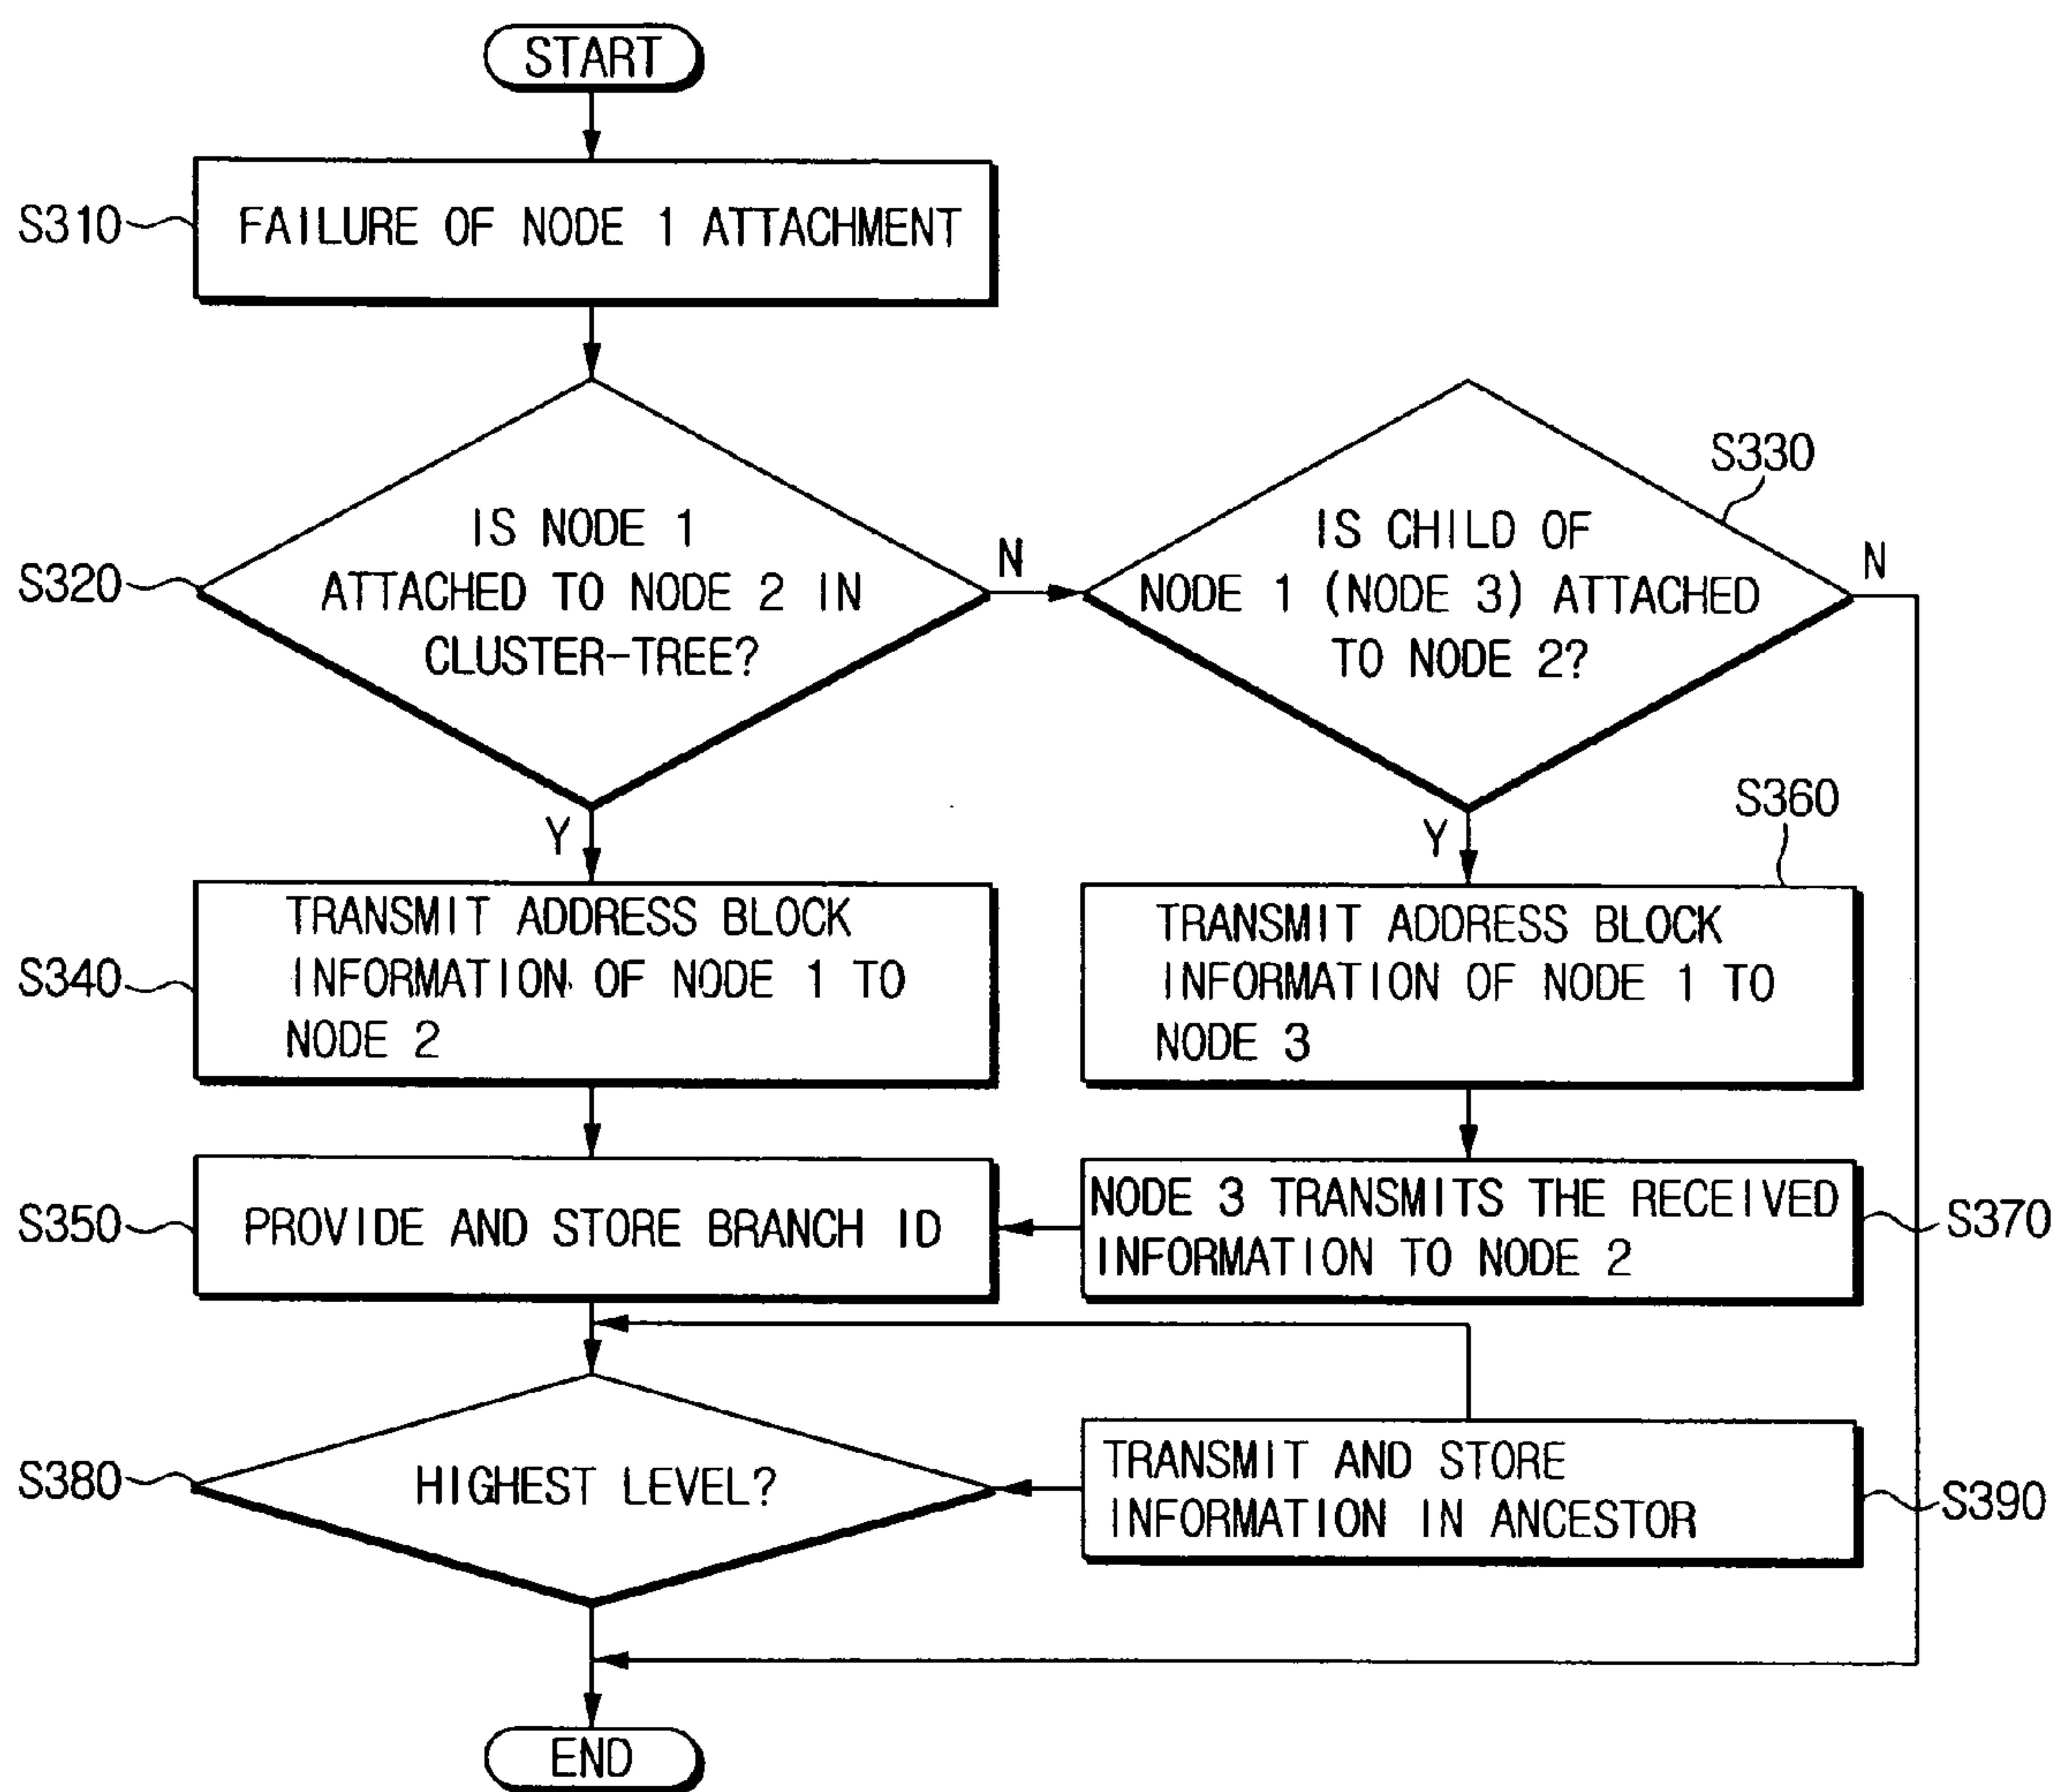 START
S310
FAILURE OF NODE 1 ATTACHMENT
S320
IS NODE 1
ATTACHED TO NODE 2 IN
CLUSTER-TREE?
N
Y
S330
IS CHILD OF
NODE 1 (NODE 3) ATTACHED
TO NODE 2?
N
Y
S340
TRANSMIT ADDRESS BLOCK
INFORMATION OF NODE 1 TO
NODE 2
S360
TRANSMIT ADDRESS BLOCK
INFORMATION OF NODE 1 TO
NODE 3
S350
PROVIDE AND STORE BRANCH ID
NODE 3 TRANSMITS THE RECEIVED
INFORMATION TO NODE 2
S370
S380
HIGHEST LEVEL?
TRANSMIT AND STORE
INFORMATION IN ANCESTOR
S390
END